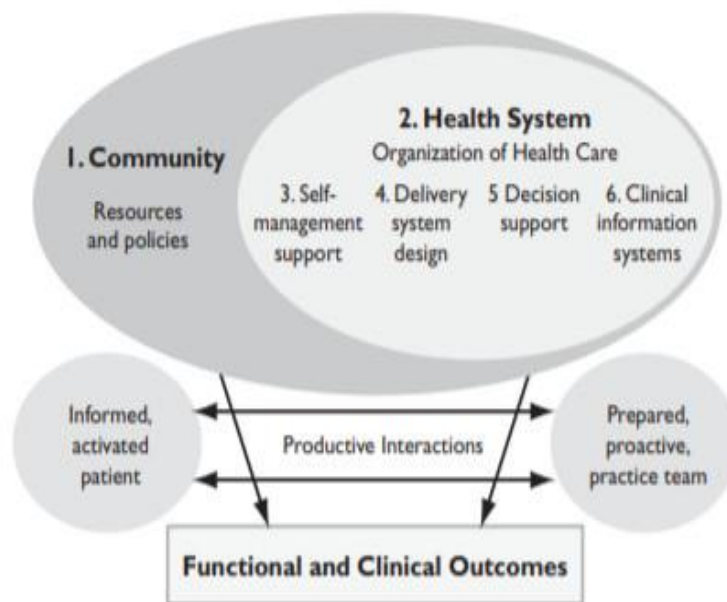 1. Community
Resources
and policies
2. Health System
Organization of Health Care
3. Self-
management
support
4. Delivery
system
design
5 Decision
support
6. Clinical
information
systems
Informed,
activated
patient
Productive Interactions
Prepared,
proactive,
practice team
Functional and Clinical Outcomes